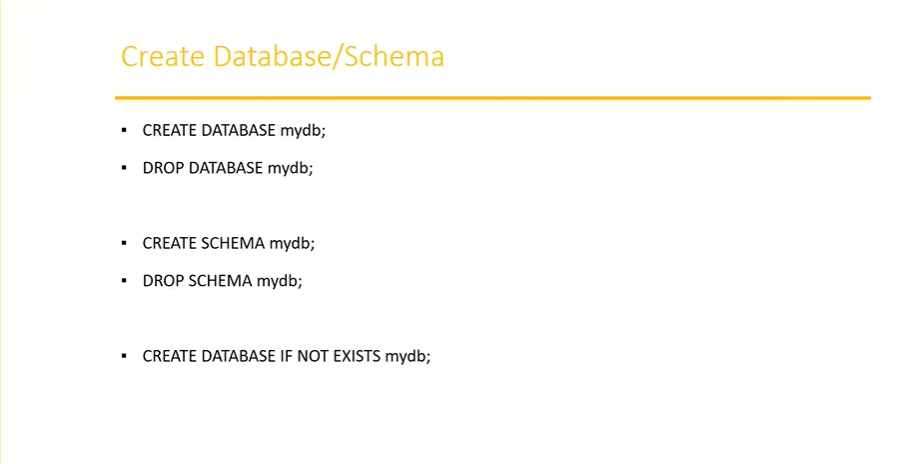 Create Database/Schema
▪ CREATE DATABASE mydb;
▪ DROP DATABASE mydb;
▪ CREATE SCHEMA mydb;
▪ DROP SCHEMA mydb;
▪ CREATE DATABASE IF NOT EXISTS mydb;